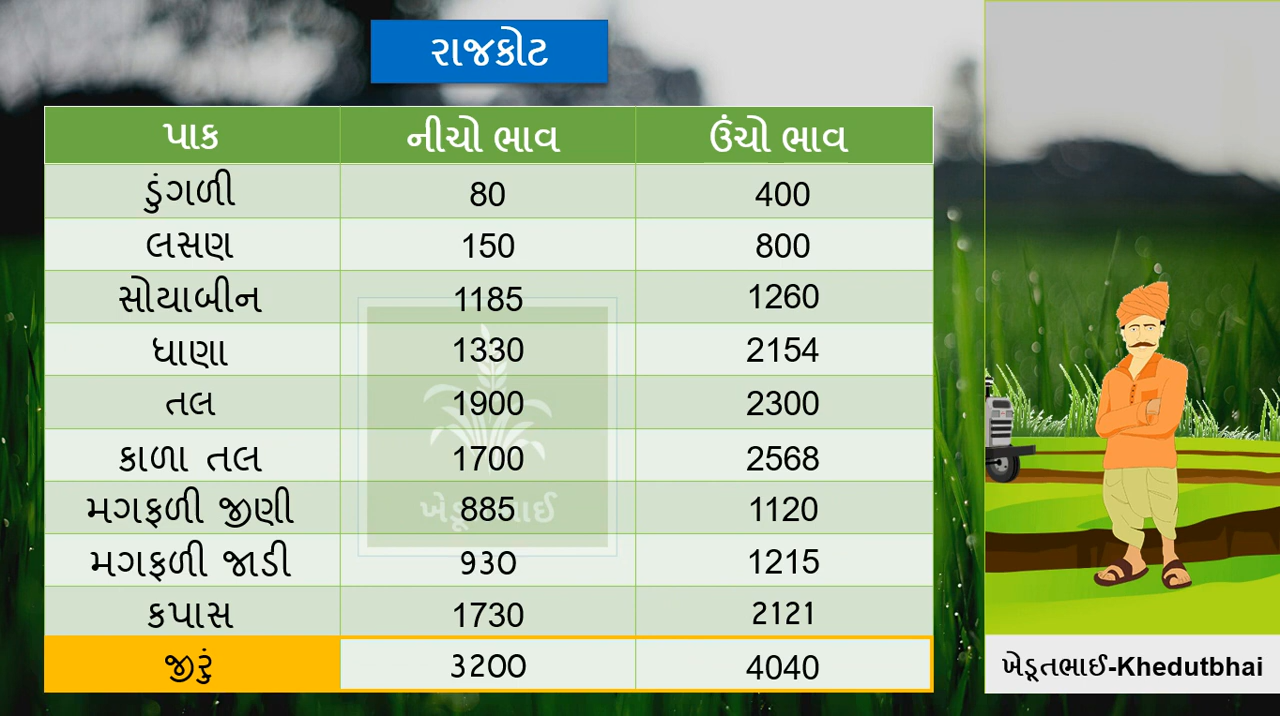 રાજકોટ
પાક નીચો ભાવ ઉંચો ભાવ
ડુંગળી 80 400
લસણ 150 800
સોયાબીન 1185 1260
ધાણા 1330 2154
તલ 1900 2300
કાળા તલ 1700 2568
મગફળી જીણી 885 1120
મગફળી જાડી 930 1215
કપાસ 1730 2121
જીરું 3200 4040
ખેડૂતભાઈ-Khedutbhai